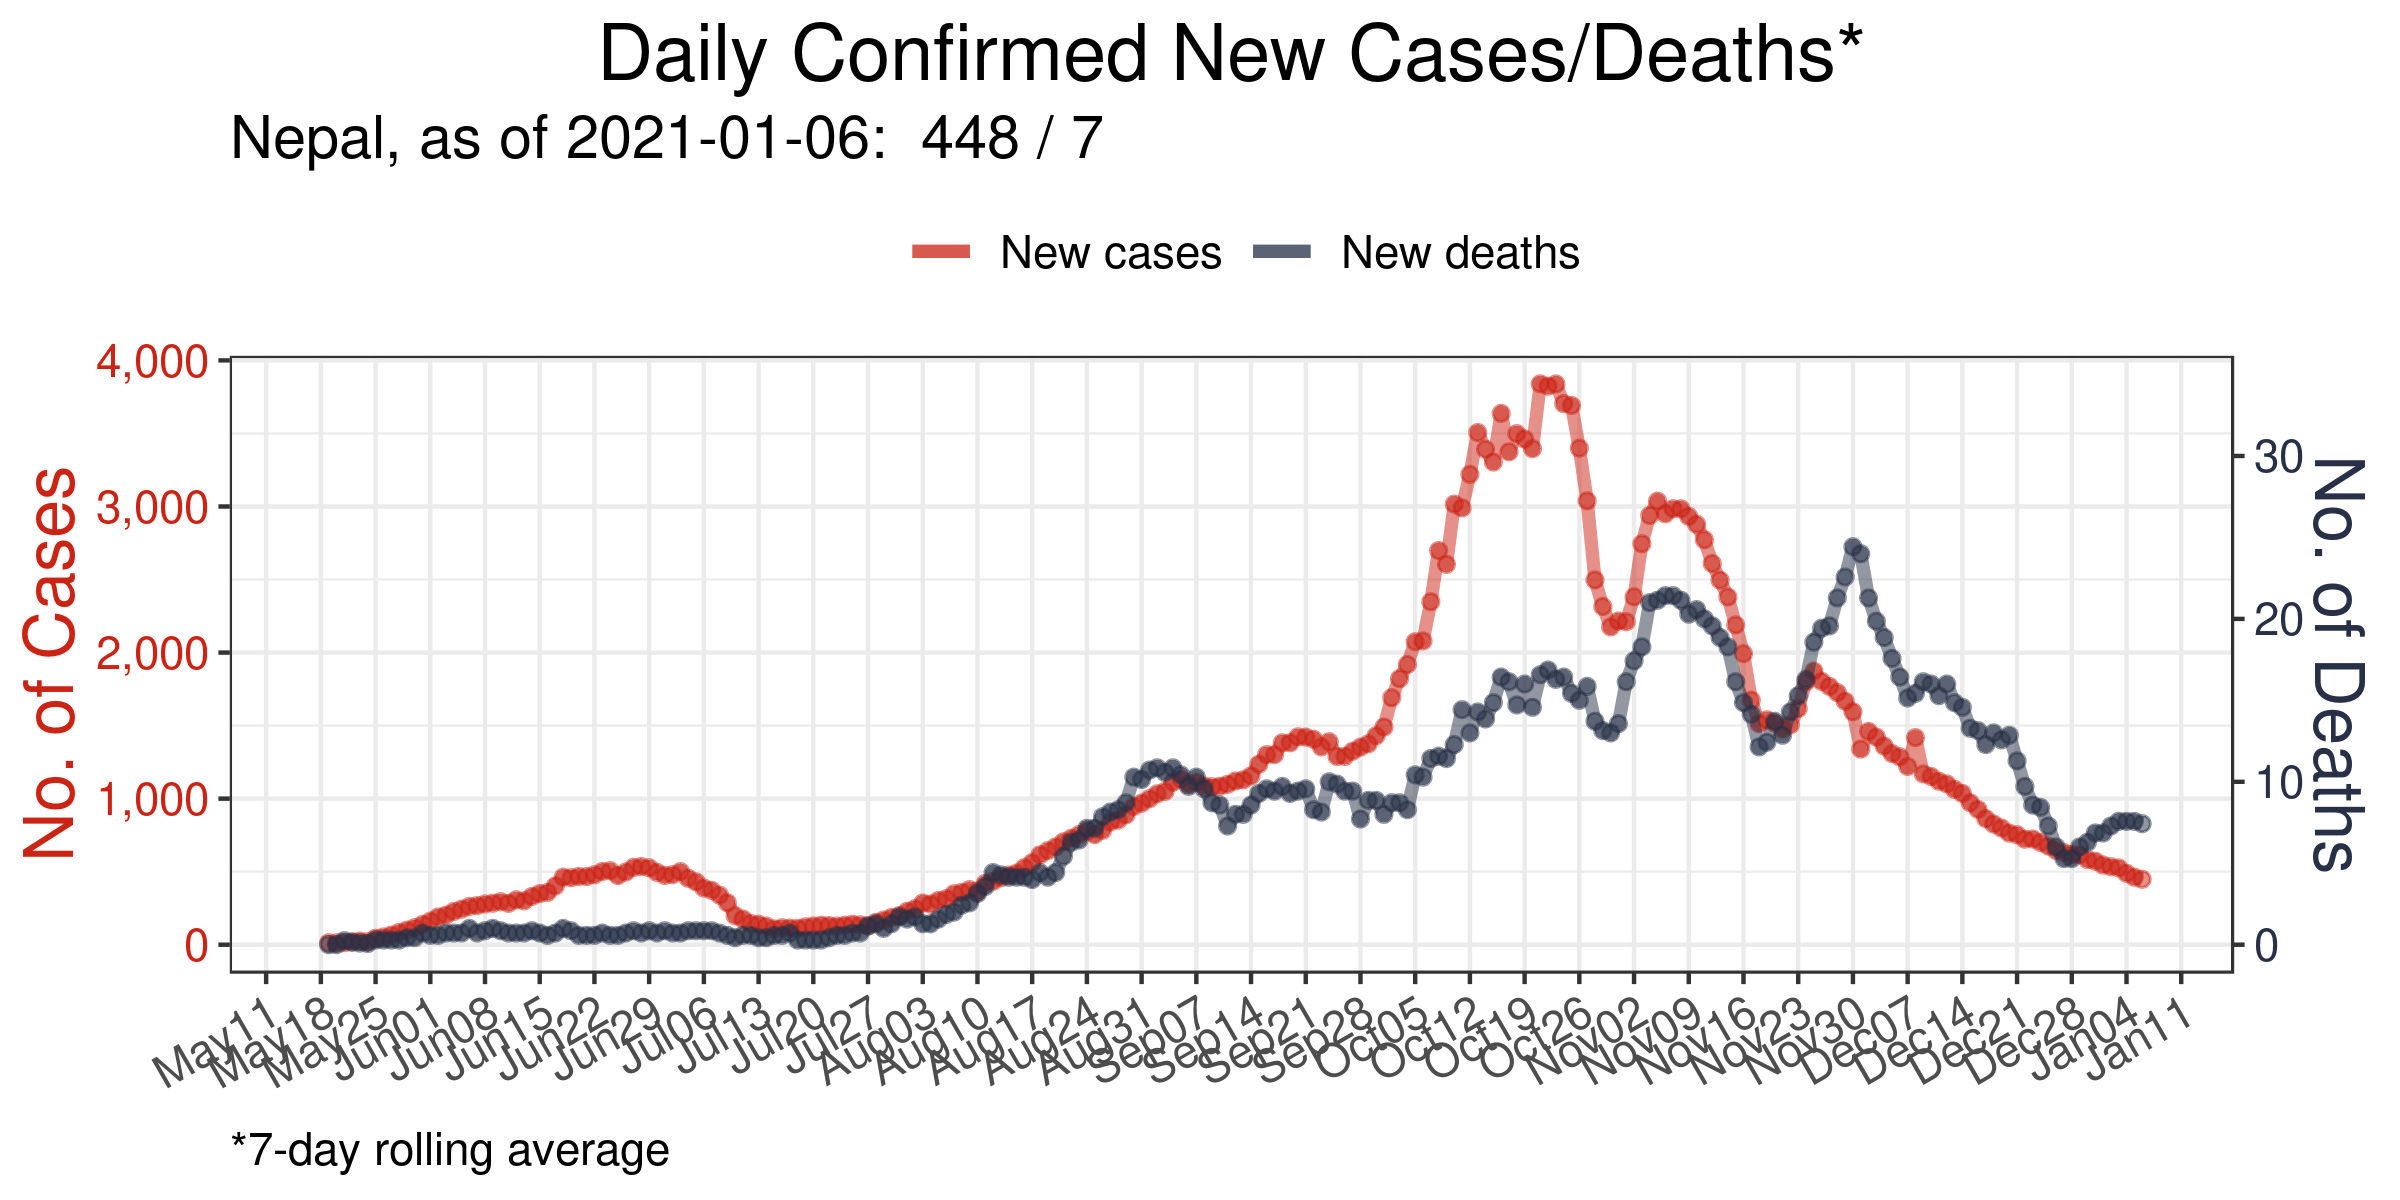 Daily Confirmed New Cases/Deaths*
Nepal, as of 2021-01-06:  448 / 7
New cases
New deaths
No. of Cases
4,000
3,000
2,000
1,000
0
30
20
10
0
No. of Deaths
May11
May18
May25
Jun01
Jun08
Jun15
Jun22
Jun29
Jul06
Jul13
Jul20
Jul27
Aug03
Aug10
Aug17
Aug24
Aug31
Sep07
Sep14
Sep21
Sep28
Oct05
Oct12
Oct19
Oct26
Nov02
Nov09
Nov16
Nov23
Nov30
Dec07
Dec14
Dec21
Dec28
Jan04
Jan11
*7-day rolling average